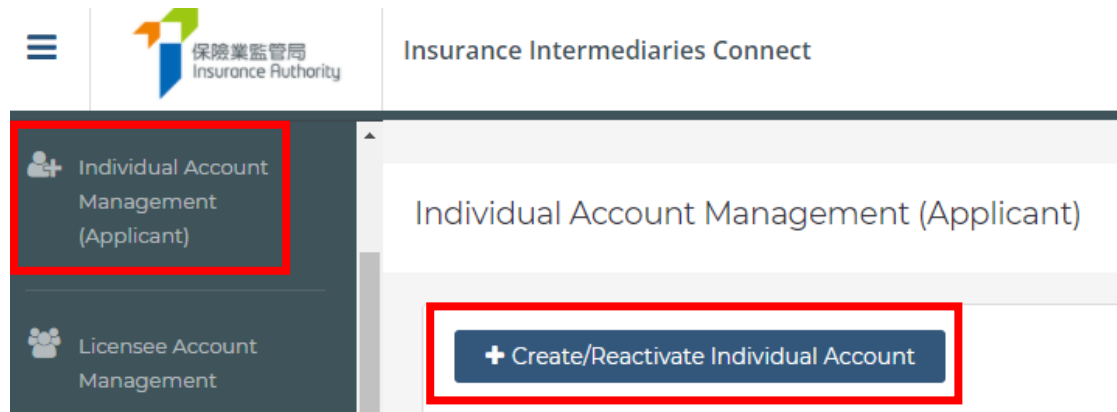 保險業監管局
Insurance Authority
Insurance Intermediaries Connect
Individual Account
Management
(Applicant)
Licensee Account
Management
Individual Account Management (Applicant)
+ Create/Reactivate Individual Account